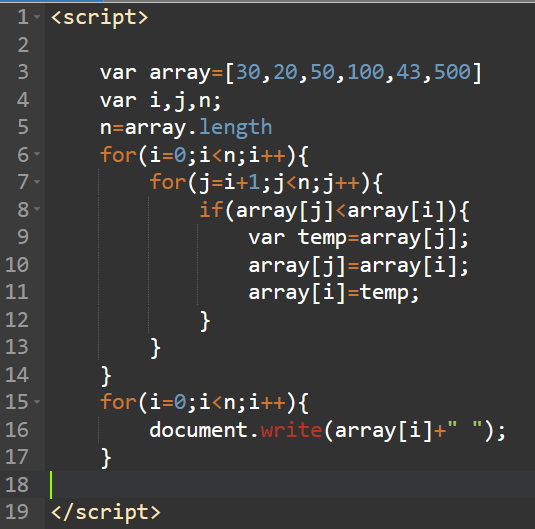 1 <script>
2
3 var array=[30,20,50,100,43,500]
4 var i,j,n;
5 n=array.length
6 for(i=0;i<n;i++){
7 for(j=i+1;j<n;j++){
8 if(array[j]<array[i]){
9 var temp=array[j];
10 array[j]=array[i];
11 array[i]=temp;
12 }
13 }
14 }
15 for(i=0;i<n;i++){
16 document.write(array[i]+" ");
17 }
18
19 </script>